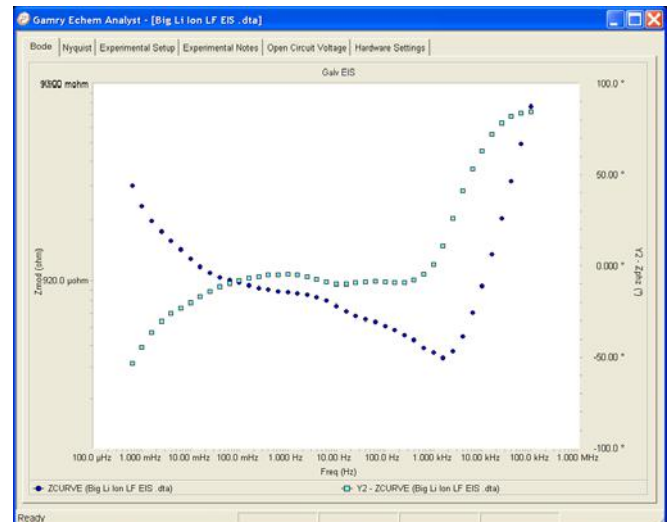 Gamry Echem Analyst - [Big Li Ion LF EIS .dta]
Bode Nyquist Experimental Setup Experimental Notes Open Circuit Voltage Hardware Settings
Galv EIS
100.0 °
50.00 °
Zmod (ohm)
920.0 µohm
0.000 °
Y2 - Zphz (°)
-50.00 °
-100.0 °
100.0 µHz 1.000 mHz 10.00 mHz 100.0 mHz 1.000 Hz 10.00 Hz 100.0 Hz 1.000 kHz 10.00 kHz 100.0 kHz 1.000 MHz
Freq (Hz)
ZCURVE (Big Li Ion LF EIS .dta) Y2 - ZCURVE (Big Li Ion LF EIS .dta)
Ready